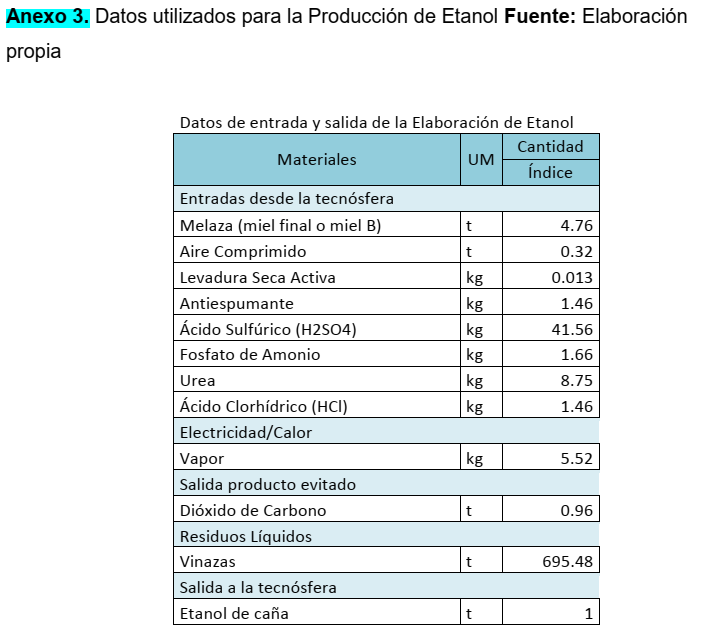 Anexo 3. Datos utilizados para la Producción de Etanol Fuente: Elaboración
propia
Datos de entrada y salida de la Elaboración de Etanol
Materiales UM Cantidad
Índice
Entradas desde la tecnósfera
Melaza (miel final o miel B) t 4.76
Aire Comprimido t 0.32
Levadura Seca Activa kg 0.013
Antiespumante kg 1.46
Ácido Sulfúrico (H2SO4) kg 41.56
Fosfato de Amonio kg 1.66
Urea kg 8.75
Ácido Clorhídrico (HCl) kg 1.46
Electricidad/Calor
Vapor kg 5.52
Salida producto evitado
Dióxido de Carbono t 0.96
Residuos Líquidos
Vinazas t 695.48
Salida a la tecnósfera
Etanol de caña t 1